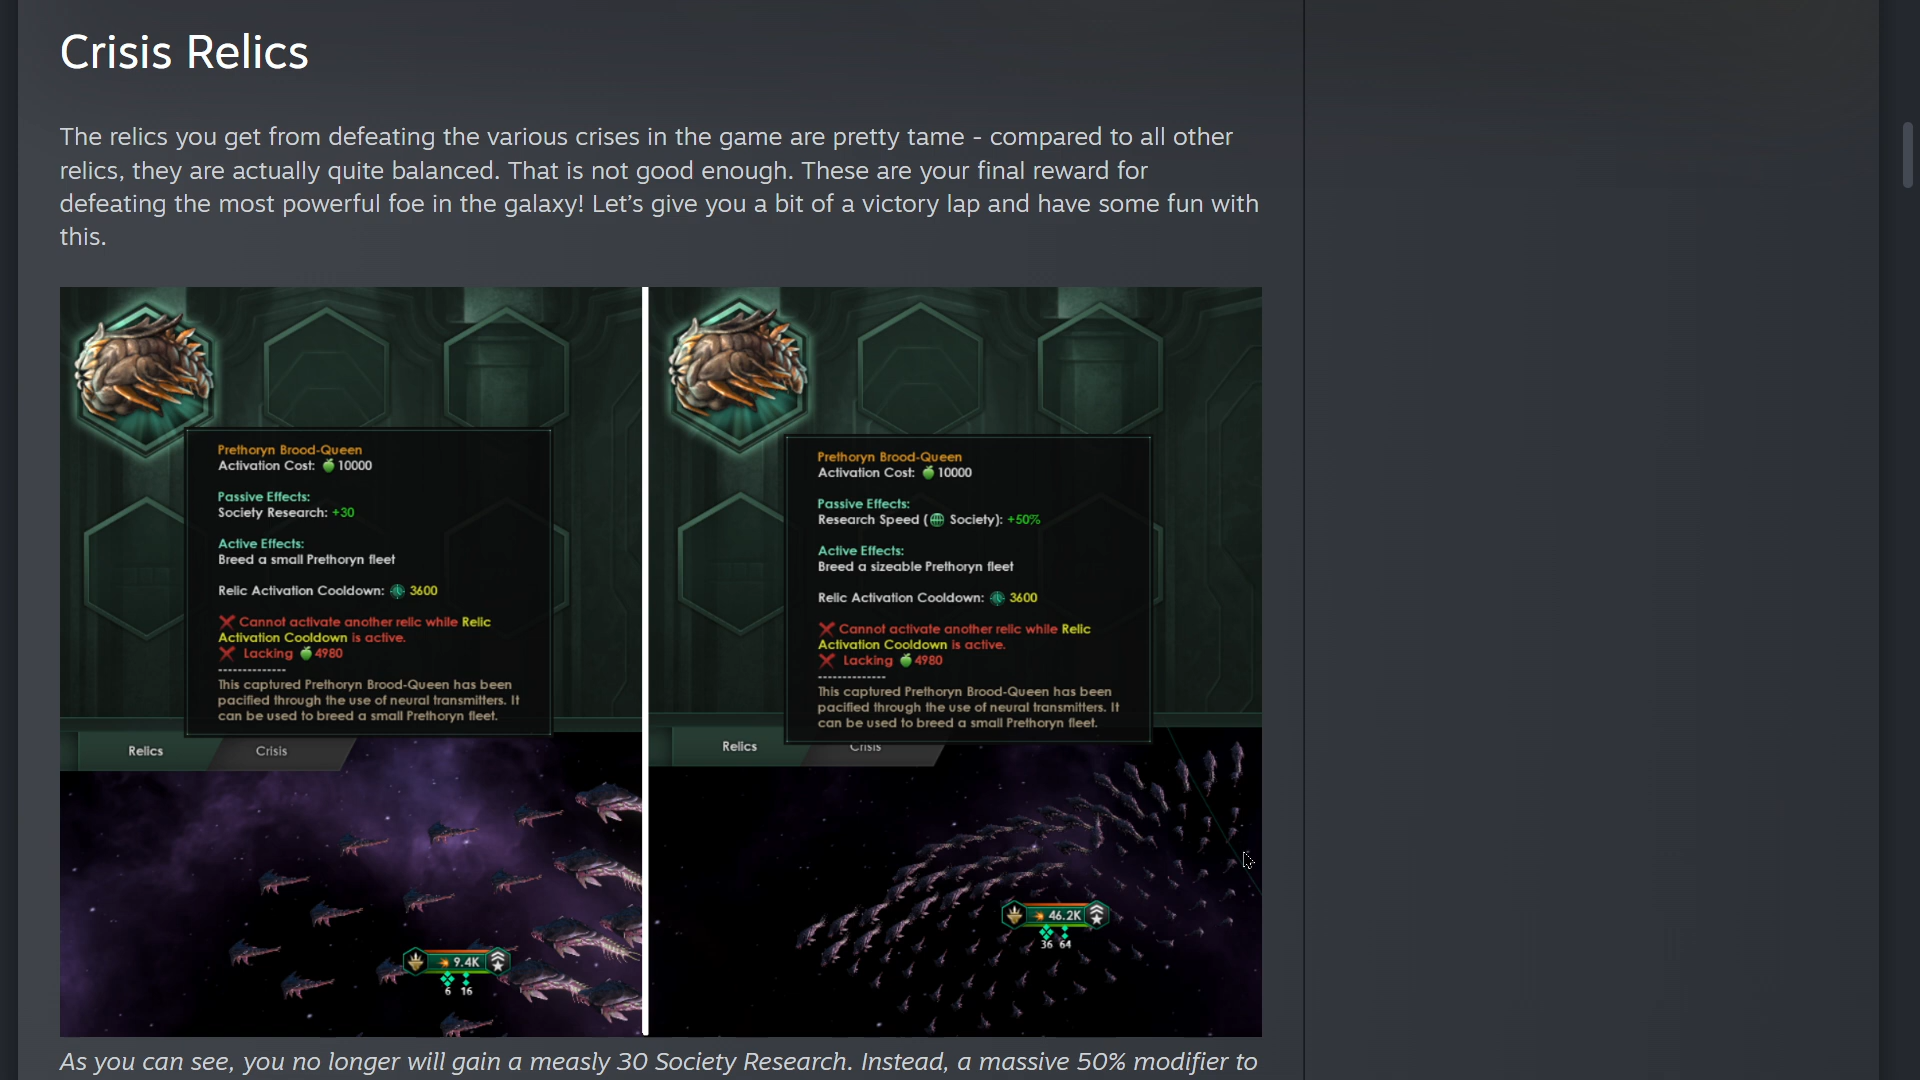 Crisis Relics
The relics you get from defeating the various crises in the game are pretty tame - compared to all other
relics, they are actually quite balanced. That is not good enough. These are your final reward for
defeating the most powerful foe in the galaxy! Let’s give you a bit of a victory lap and have some fun with
this.
Prethoryn Brood-Queen
Activation Cost: 10000
Passive Effects:
Society Research: +30
Active Effects:
Breed a small Prethoryn fleet
Relic Activation Cooldown: 3600
Cannot activate another relic while Relic
Activation Cooldown is active.
Lacking 4980
--------------
This captured Prethoryn Brood-Queen has been
pacified through the use of neural transmitters. It
can be used to breed a small Prethoryn fleet.
Relics
Crisis
9.4K
6 16
Prethoryn Brood-Queen
Activation Cost: 10000
Passive Effects:
Research Speed ( Society): +50%
Active Effects:
Breed a sizeable Prethoryn fleet
Relic Activation Cooldown: 3600
Cannot activate another relic while Relic
Activation Cooldown is active.
Lacking 4980
--------------
This captured Prethoryn Brood-Queen has been
pacified through the use of neural transmitters. It
can be used to breed a small Prethoryn fleet.
Relics
Crisis
46.2K
36 64
As you can see, you no longer will gain a measly 30 Society Research. Instead, a massive 50% modifier to